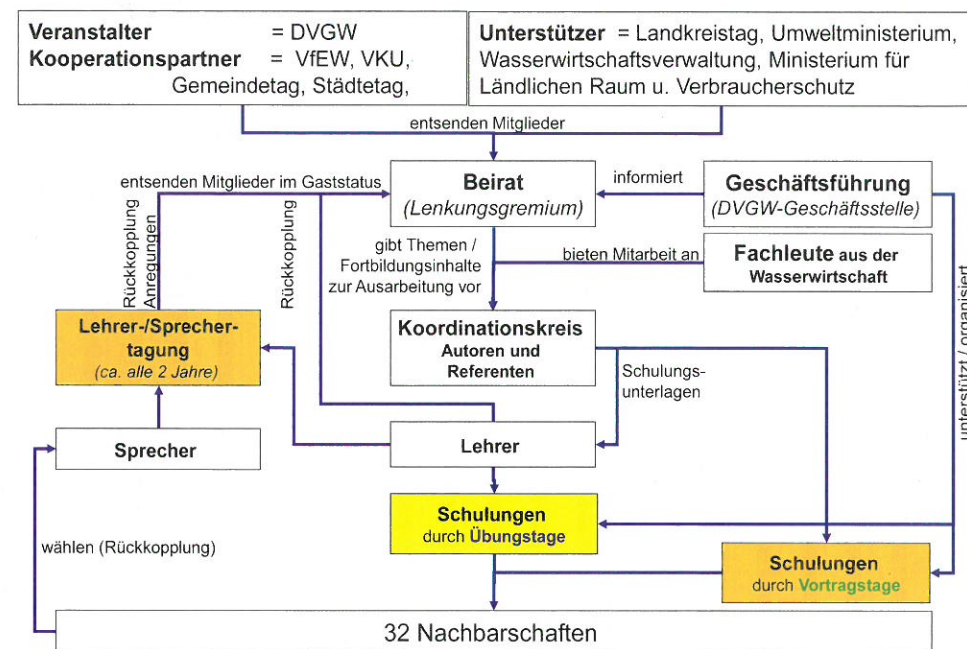 Veranstalter = DVGW
Kooperationspartner = VfEW, VKU,
Gemeindetag, Städtetag,
Unterstützer = Landkreistag, Umweltministerium,
Wasserwirtschaftsverwaltung, Ministerium für
Ländlichen Raum u. Verbraucherschutz
entsenden Mitglieder
entsenden Mitglieder im Gaststatus
Beirat
(Lenkungsgremium)
informiert
Geschäftsführung
(DVGW-Geschäftsstelle)
Rückkopplung
Anregungen
Rückkopplung
gibt Themen /
Fortbildungsinhalte
zur Ausarbeitung vor
bieten Mitarbeit an
Fachleute aus der
Wasserwirtschaft
unterstützt / organisiert
Lehrer-/Sprecher-
tagung
(ca. alle 2 Jahre)
Koordinationskreis
Autoren und
Referenten
Schulungs-
unterlagen
Sprecher
Lehrer
Schulungen
durch Übungstage
wählen (Rückkopplung)
Schulungen
durch Vortragstage
32 Nachbarschaften